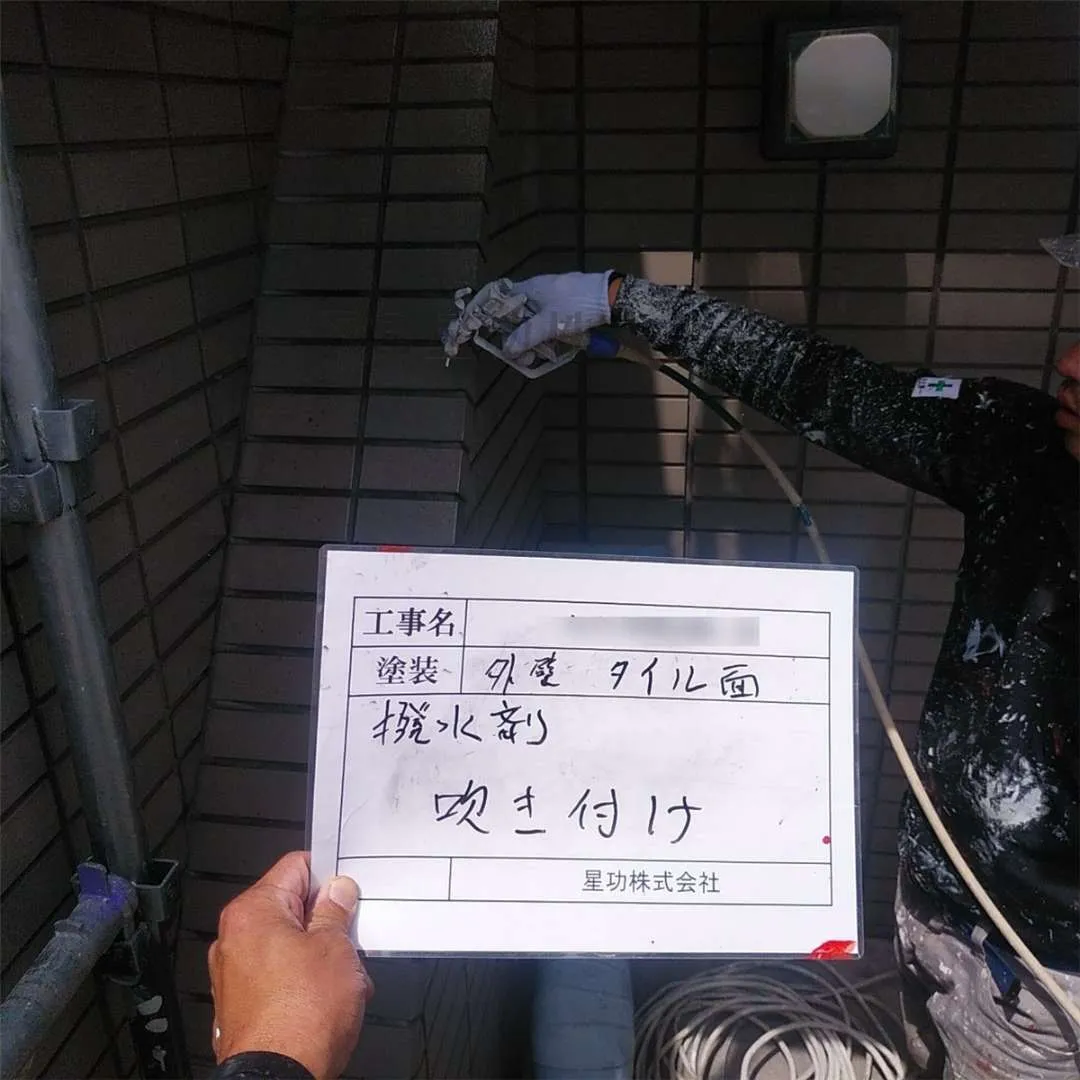 工事名
塗装 外壁 タイル面
撥水剤
吹き付け
星功株式会社